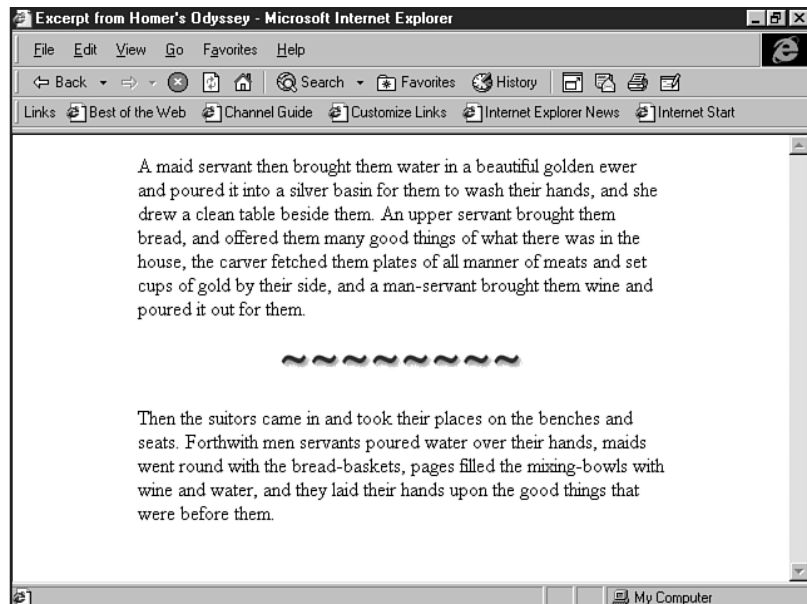 Excerpt from Homer's Odyssey - Microsoft Internet Explorer
File Edit View Go Favorites Help
Back Search Favorites History
Links Best of the Web Channel Guide Customize Links Internet Explorer News Internet Start
A maid servant then brought them water in a beautiful golden ewer
and poured it into a silver basin for them to wash their hands, and she
drew a clean table beside them. An upper servant brought them
bread, and offered them many good things of what there was in the
house, the carver fetched them plates of all manner of meats and set
cups of gold by their side, and a man-servant brought them wine and
poured it out for them.
~~~~~~~~
Then the suitors came in and took their places on the benches and
seats. Forthwith men servants poured water over their hands, maids
went round with the bread-baskets, pages filled the mixing-bowls with
wine and water, and they laid their hands upon the good things that
were before them.
My Computer